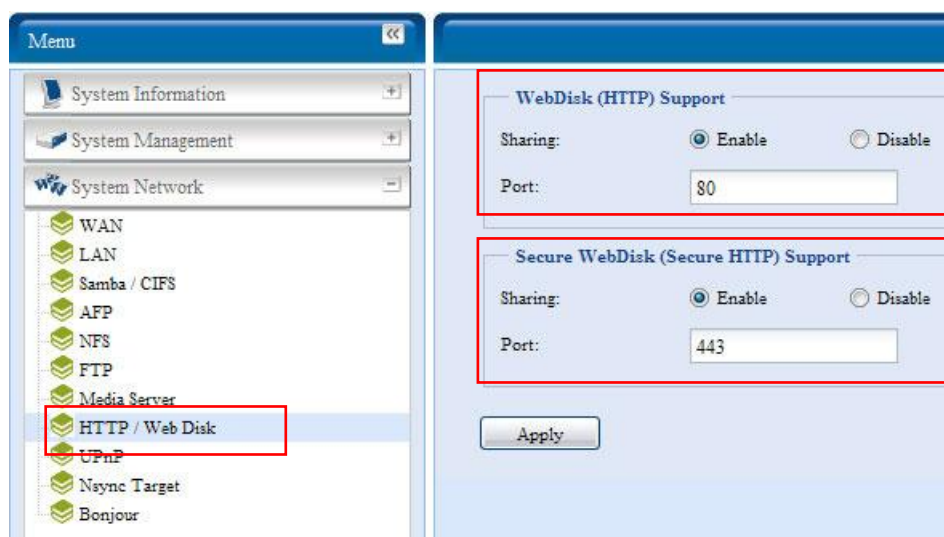 Menu
System Information
System Management
System Network
WAN
LAN
Samba / CIFS
AFP
NFS
FTP
Media Server
HTTP / Web Disk
UPnP
Nsync Target
Bonjour
WebDisk (HTTP) Support
Sharing: Enable Disable
Port: 80
Secure WebDisk (Secure HTTP) Support
Sharing: Enable Disable
Port: 443
Apply